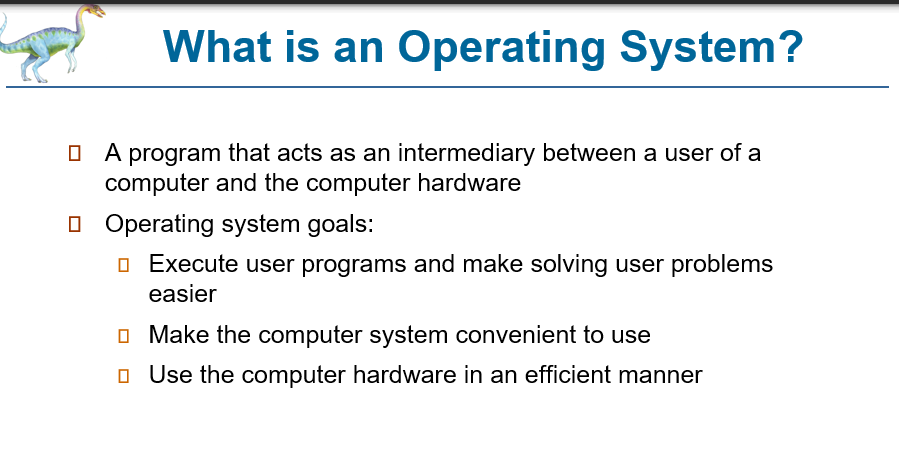 What is an Operating System?
A program that acts as an intermediary between a user of a
computer and the computer hardware
Operating system goals:
Execute user programs and make solving user problems
easier
Make the computer system convenient to use
Use the computer hardware in an efficient manner